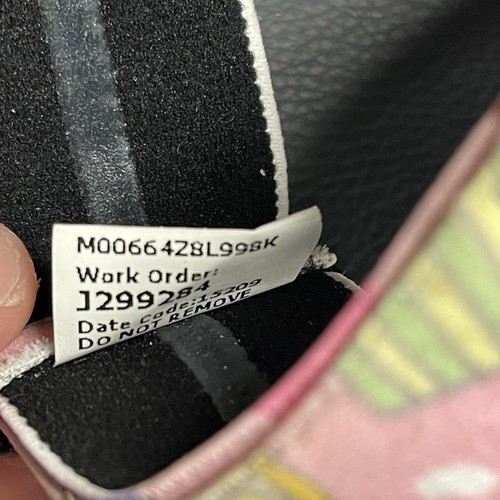 M0066428L998K
Work Order:
J299284
Date Code:15209
DO NOT REMOVE